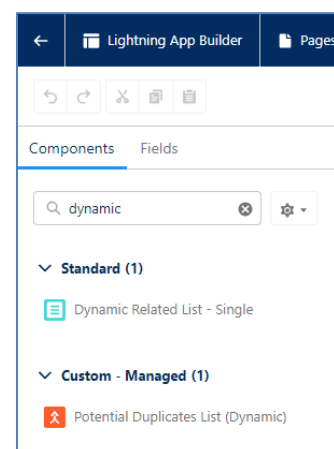 Lightning App Builder
Pages
Components
Fields
dynamic
Standard (1)
Dynamic Related List - Single
Custom - Managed (1)
Potential Duplicates List (Dynamic)